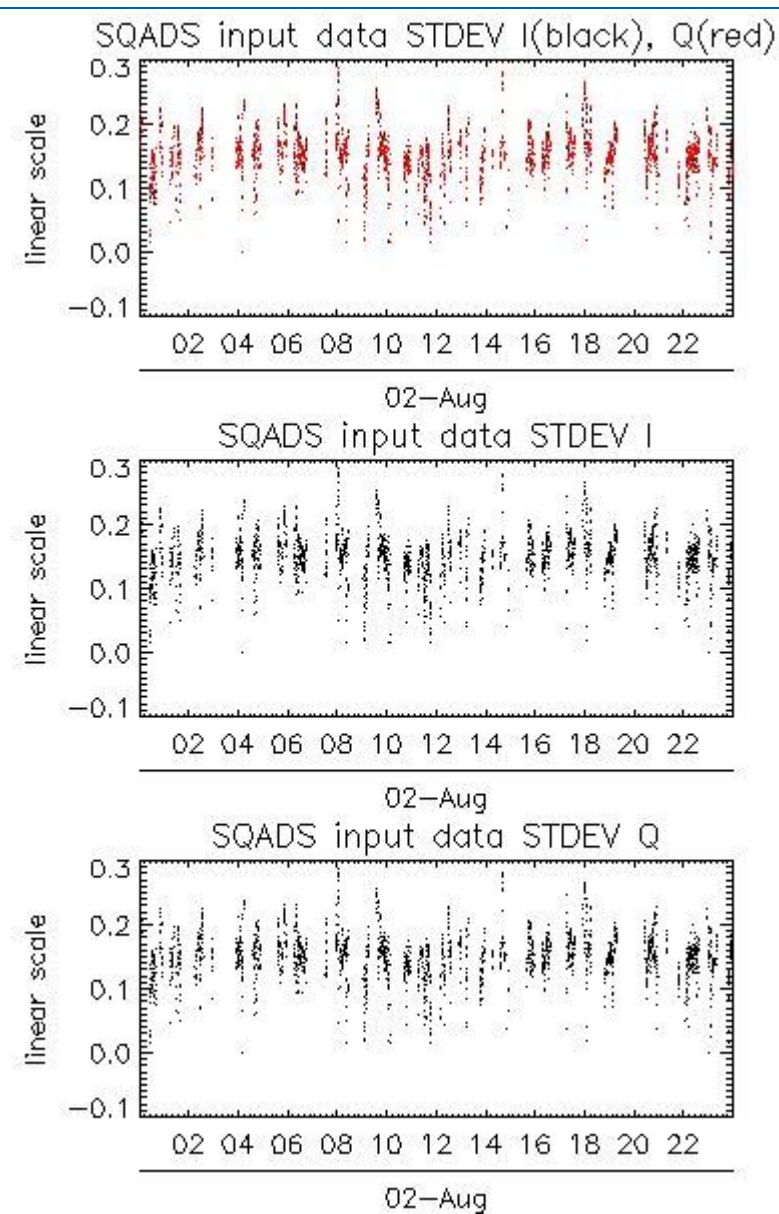 SQADS input data STDEV I(black), Q(red)
0.3
0.2
0.1
0.0
-0.1
linear scale
02 04 06 08 10 12 14 16 18 20 22
02-Aug
SQADS input data STDEV I
0.3
0.2
0.1
0.0
-0.1
linear scale
02 04 06 08 10 12 14 16 18 20 22
02-Aug
SQADS input data STDEV Q
0.3
0.2
0.1
0.0
-0.1
linear scale
02 04 06 08 10 12 14 16 18 20 22
02-Aug